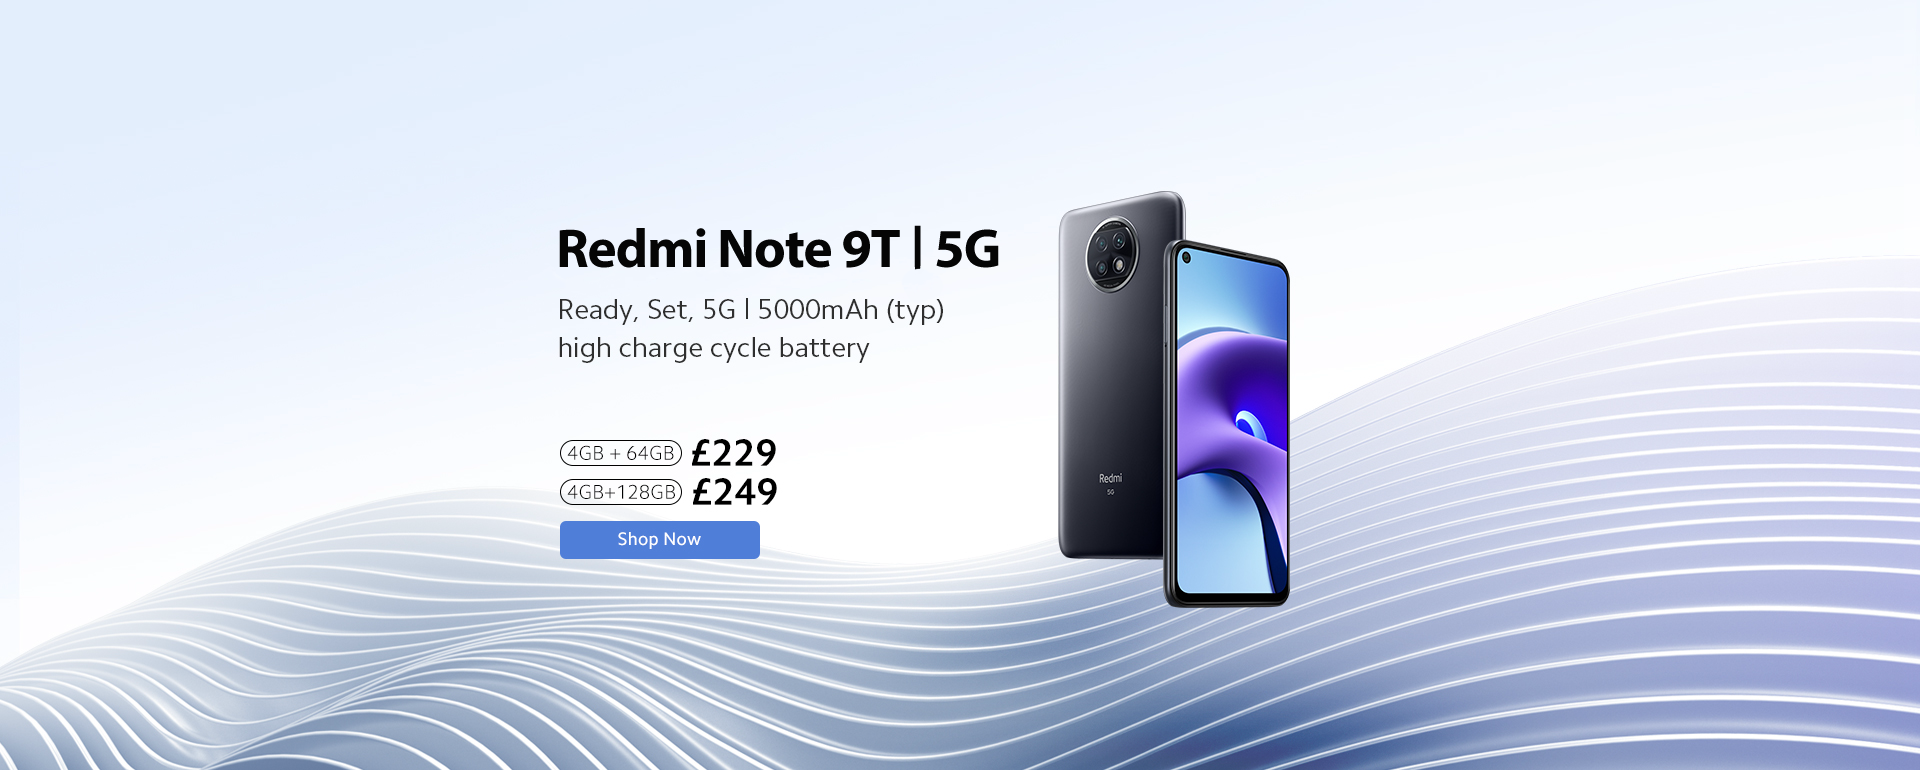 Redmi Note 9T | 5G
Ready, Set, 5G | 5000mAh (typ)
high charge cycle battery
4GB + 64GB £229
4GB+128GB £249
Shop Now
Redmi
5G